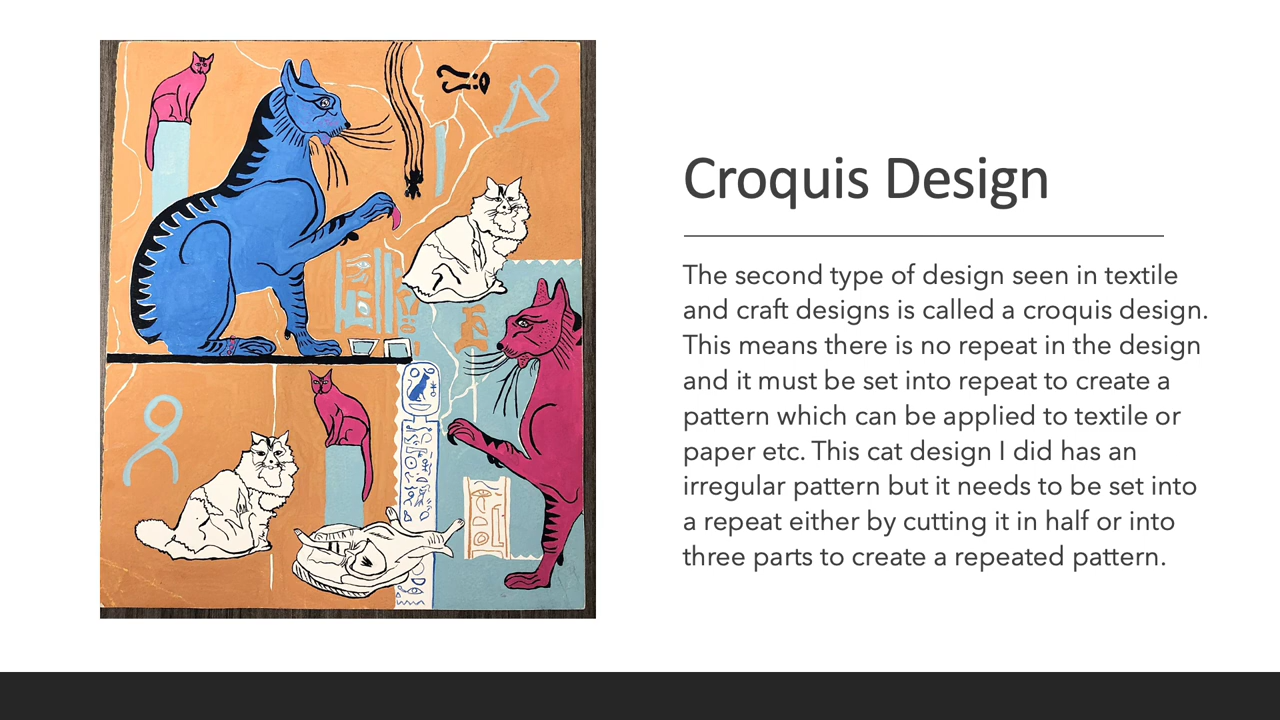 Croquis Design
The second type of design seen in textile
and craft designs is called a croquis design.
This means there is no repeat in the design
and it must be set into repeat to create a
pattern which can be applied to textile or
paper etc. This cat design I did has an
irregular pattern but it needs to be set into
a repeat either by cutting it in half or into
three parts to create a repeated pattern.